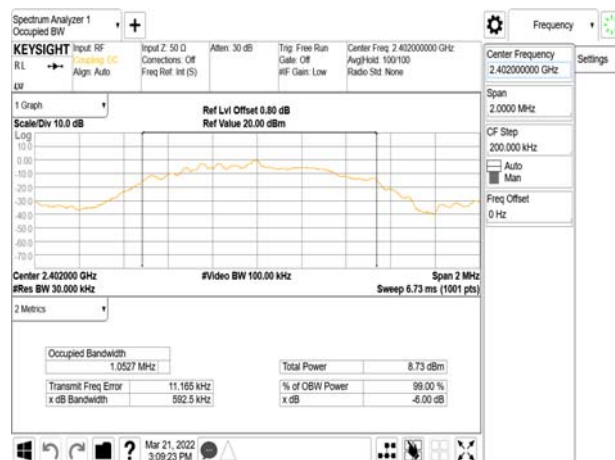 Spectrum Analyzer 1
Occupied BW
+
Frequency
KEYSIGHT
Input: RF
Coupling: DC
Align: Auto
Input Z: 50 Ω
Corrections: Off
Freq Ref: Int (S)
Atten: 30 dB
Trig: Free Run
Gate: Off
#IF Gain: Low
Center Freq: 2.402000000 GHz
Avg|Hold: 100/100
Radio Std: None
RL
LXI
Center Frequency
2.402000000 GHz
Settings
Span
2.0000 MHz
CF Step
200.000 kHz
Auto
Man
Freq Offset
0 Hz
1 Graph
Scale/Div 10.0 dB
Ref Lvl Offset 0.80 dB
Ref Value 20.00 dBm
Log
10.0
0.00
-10.0
-20.0
-30.0
-40.0
-50.0
-60.0
-70.0
Center 2.402000 GHz
#Res BW 30.000 kHz
#Video BW 100.00 kHz
Span 2 MHz
Sweep 6.73 ms (1001 pts)
2 Metrics
Occupied Bandwidth
1.0527 MHz
Transmit Freq Error 11.165 kHz
x dB Bandwidth 592.5 kHz
Total Power 8.73 dBm
% of OBW Power 99.00 %
x dB -6.00 dB
?
Mar 21, 2022
3:09:23 PM